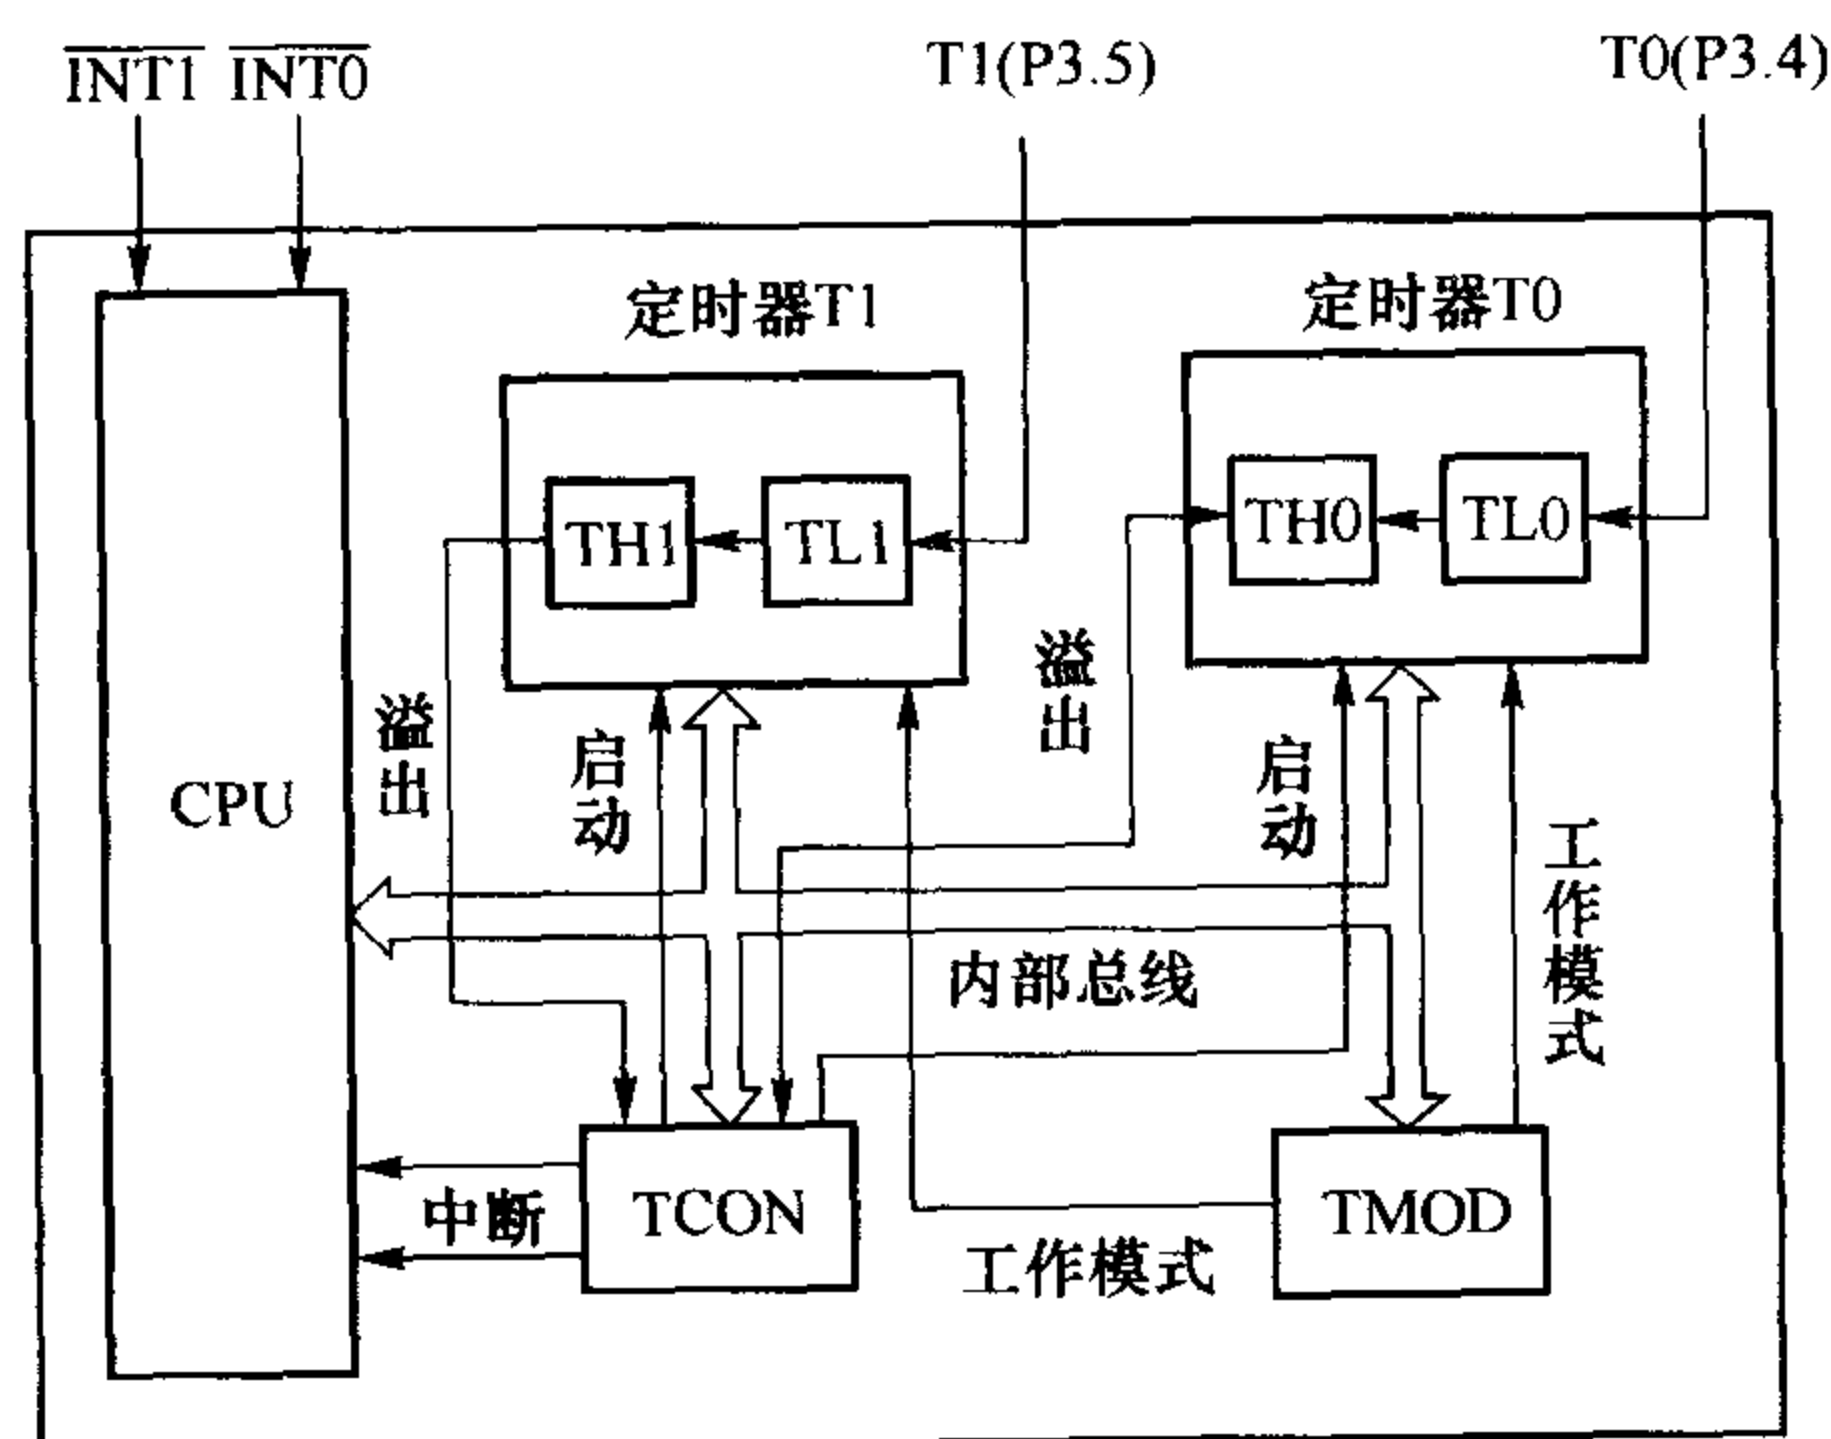 INT1 INT0 T1(P3.5) T0(P3.4)
定时器T1
定时器T0
TH1 TL1
TH0 TL0
溢出
启动
溢出
启动
工作模式
CPU
内部总线
中断
TCON
工作模式
TMOD